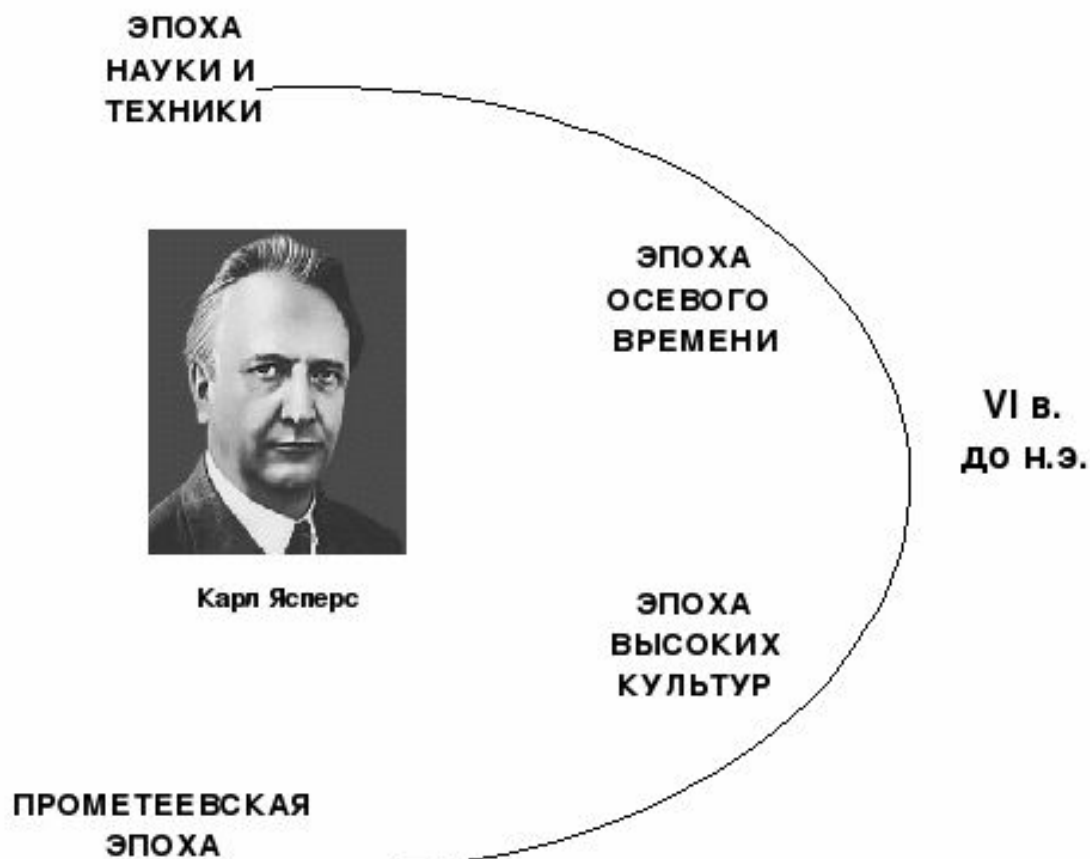 ЭПОХА
НАУКИ И
ТЕХНИКИ
ЭПОХА
ОСЕВОГО
ВРЕМЕНИ
VI в.
до н.э.
Карл Ясперс
ЭПОХА
ВЫСОКИХ
КУЛЬТУР
ПРОМЕТЕЕВСКАЯ
ЭПОХА